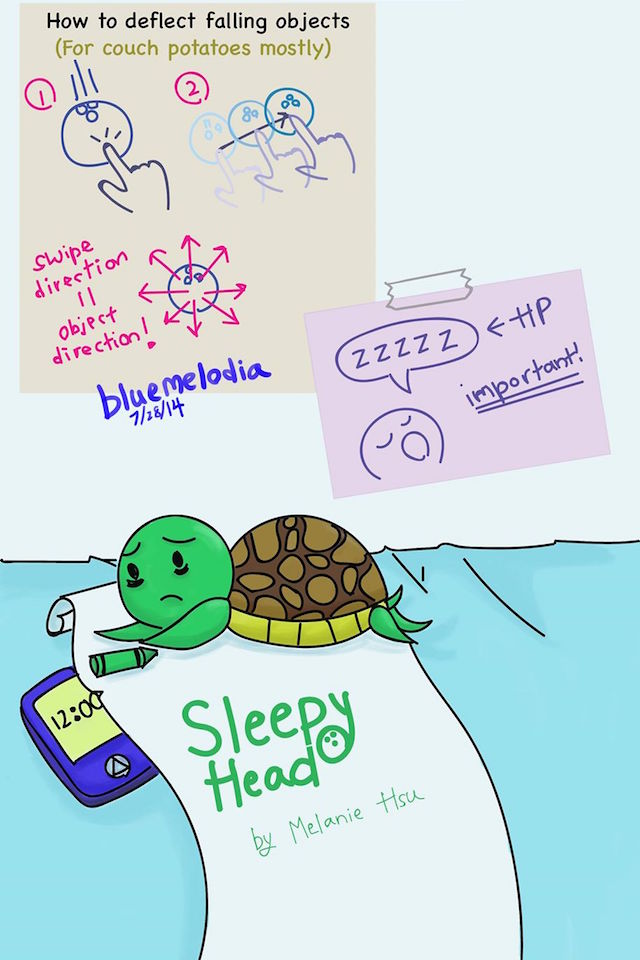 How to deflect falling objects
(For couch potatoes mostly)
1
2
swipe
direction
=
object
direction!
bluemelodia
7/28/14
ZZZZZ
← HP
important!
12:00
Sleepy
Head
by Melanie Hsu